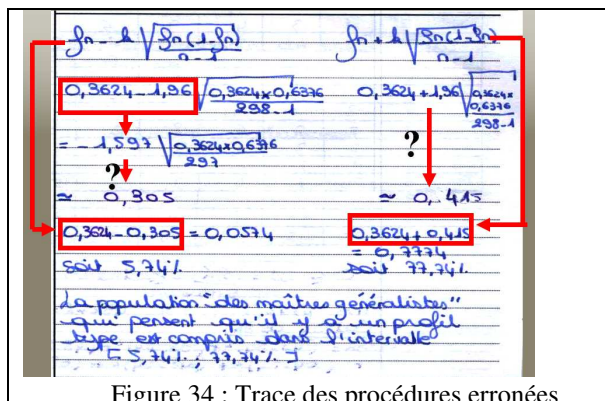 fn - k √fn(1-fn) / n-1     fn + k √fn(1-fn) / n-1
0,3624 - 1,96 √0,3624 x 0,6376 / 298-1     0,3624 + 1,96 √0,3624 x 0,6376 / 298-1
= - 1,597 √0,3624x0,6376 / 297     ?
?
≈ 0,305     ≈ 0,415
0,3624 - 0,305 = 0,0574     0,3624 + 0,415
= 0,7774
soit 5,74%     soit 77,74%
La population "des maîtres généralistes"
qui pensent qu'il y a un profil
type est compris dans l'intervalle
[5,74% ; 77,74%]
Figure 34 : Trace des procédures erronées